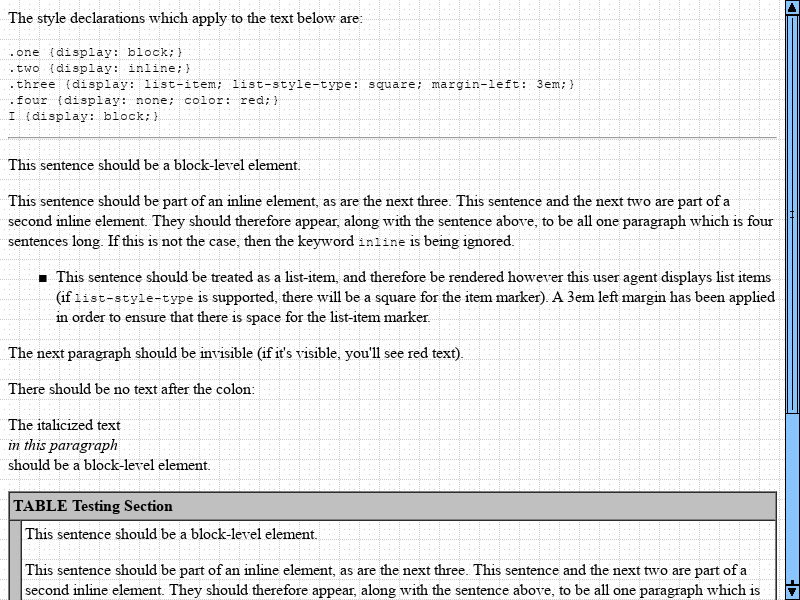 The style declarations which apply to the text below are:
.one {display: block;}
.two {display: inline;}
.three {display: list-item; list-style-type: square; margin-left: 3em;}
.four {display: none; color: red;}
I {display: block;}
This sentence should be a block-level element.
This sentence should be part of an inline element, as are the next three. This sentence and the next two are part of a
second inline element. They should therefore appear, along with the sentence above, to be all one paragraph which is four
sentences long. If this is not the case, then the keyword inline is being ignored.
■ This sentence should be treated as a list-item, and therefore be rendered however this user agent displays list items
(if list-style-type is supported, there will be a square for the item marker). A 3em left margin has been applied
in order to ensure that there is space for the list-item marker.
The next paragraph should be invisible (if it's visible, you'll see red text).
There should be no text after the colon:
The italicized text
in this paragraph
should be a block-level element.
TABLE Testing Section
This sentence should be a block-level element.
This sentence should be part of an inline element, as are the next three. This sentence and the next two are part of a
second inline element. They should therefore appear, along with the sentence above, to be all one paragraph which is